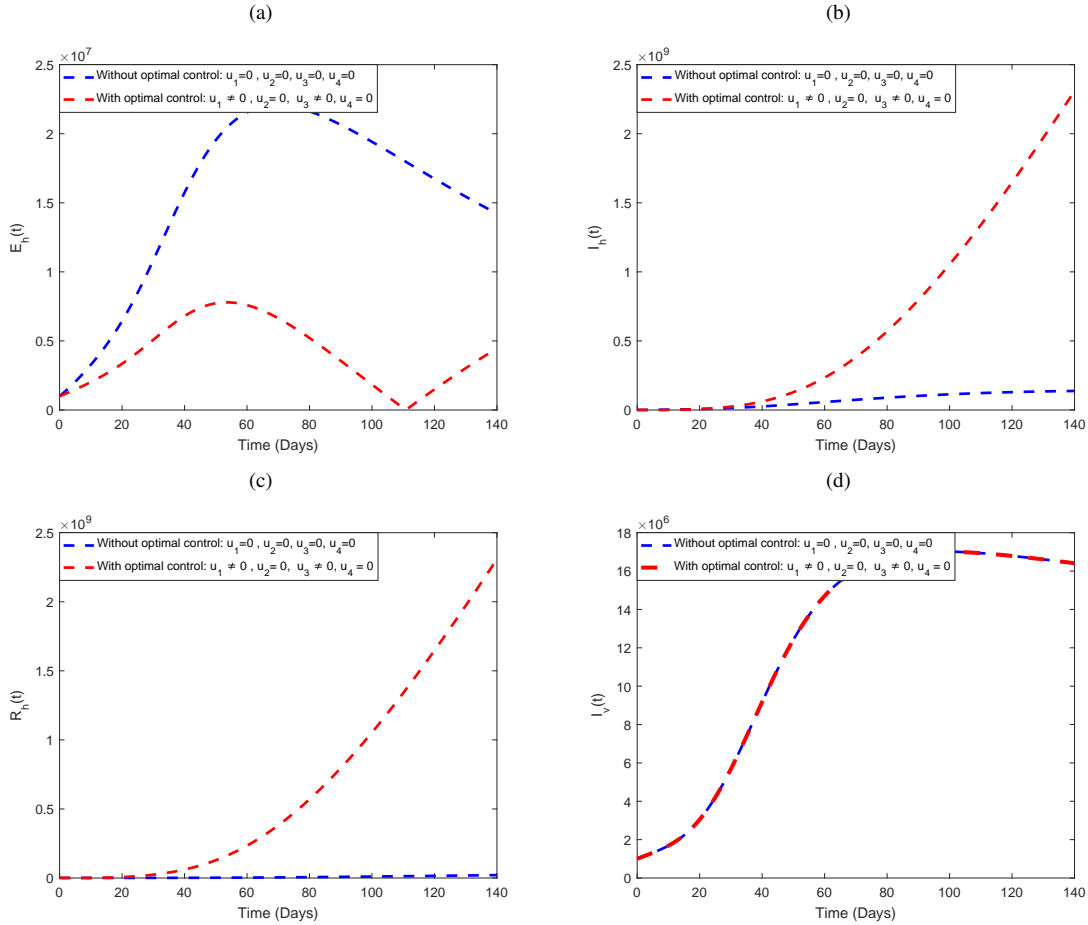 (a)
×10^7
2.5
2
1.5
1
0.5
0
E_h(t)
Without optimal control: u_1=0 , u_2=0, u_3=0, u_4=0
With optimal control: u_1 ≠ 0 , u_2= 0, u_3 ≠ 0, u_4 = 0
0 20 40 60 80 100 120 140
Time (Days)
(b)
×10^9
2.5
2
1.5
1
0.5
0
I_h(t)
Without optimal control: u_1=0 , u_2=0, u_3=0, u_4=0
With optimal control: u_1 ≠ 0 , u_2= 0, u_3 ≠ 0, u_4 = 0
0 20 40 60 80 100 120 140
Time (Days)
(c)
×10^9
2.5
2
1.5
1
0.5
0
R_h(t)
Without optimal control: u_1=0 , u_2=0, u_3=0, u_4=0
With optimal control: u_1 ≠ 0 , u_2= 0, u_3 ≠ 0, u_4 = 0
0 20 40 60 80 100 120 140
Time (Days)
(d)
×10^6
18
16
14
12
10
8
6
4
2
0
I_v(t)
Without optimal control: u_1=0 , u_2=0, u_3=0, u_4=0
With optimal control: u_1 ≠ 0 , u_2= 0, u_3 ≠ 0, u_4 = 0
0 20 40 60 80 100 120 140
Time (Days)